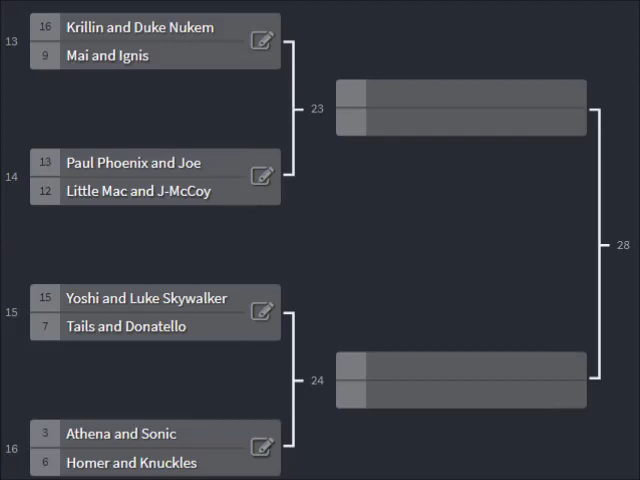 16 Krillin and Duke Nukem
13
9 Mai and Ignis
23
13 Paul Phoenix and Joe
14
12 Little Mac and J-McCoy
28
15 Yoshi and Luke Skywalker
15
7 Tails and Donatello
24
3 Athena and Sonic
16
6 Homer and Knuckles